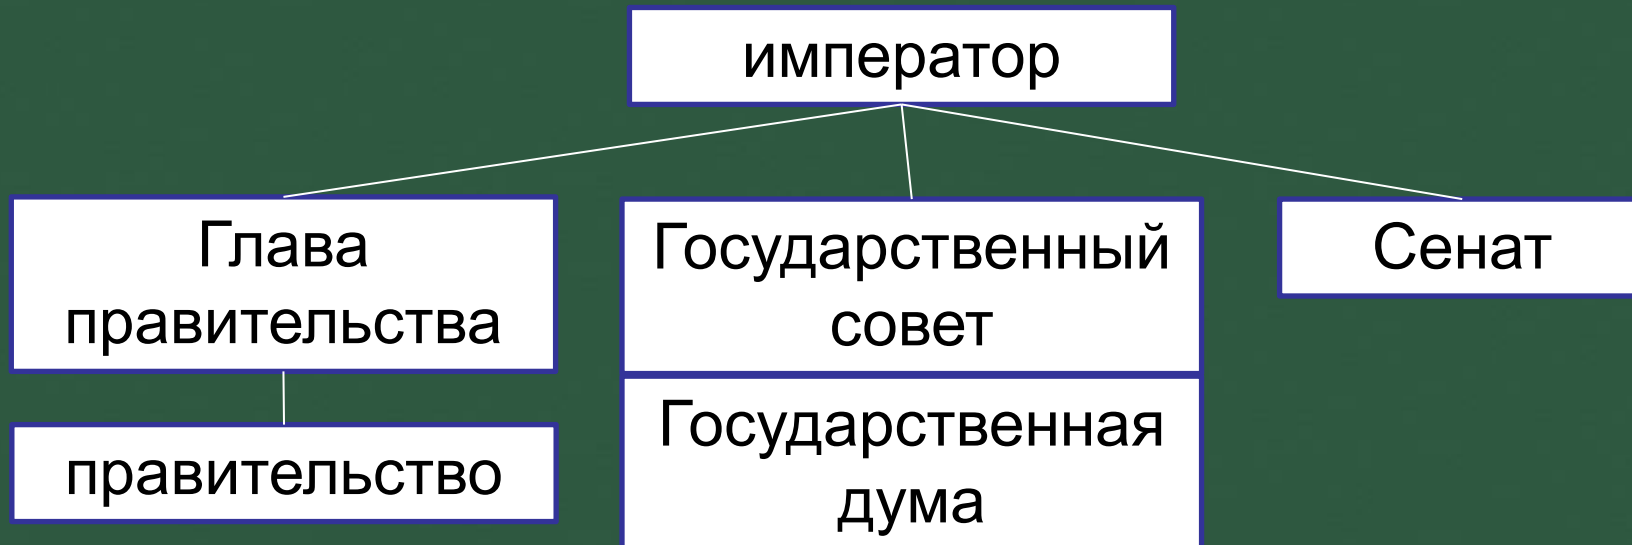 император
Глава
правительства
Государственный
совет
Сенат
Государственная
дума
правительство